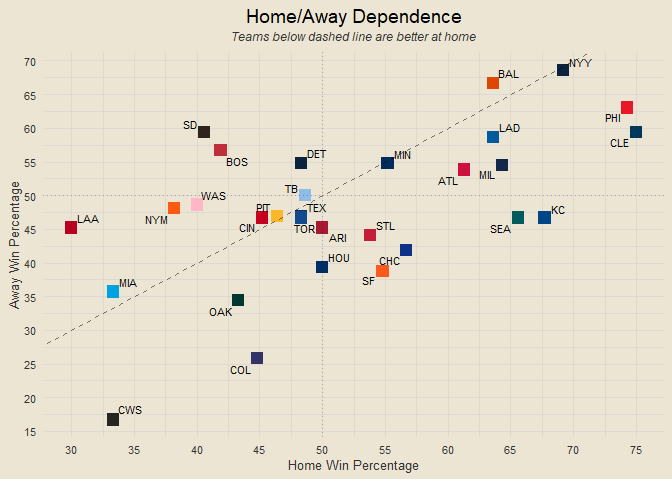 Home/Away Dependence
Teams below dashed line are better at home
Away Win Percentage
70
65
60
55
50
45
40
35
30
25
20
15
NYY
BAL
PHI
SD
LAD
CLE
BOS
DET
MIN
ATL
MIL
TB
WAS
LAA
NYM
PIT
TEX
CIN
TOR
ARI
STL
SEA
KC
HOU
CHC
SF
MIA
OAK
COL
CWS
30
35
40
45
50
55
60
65
70
75
Home Win Percentage